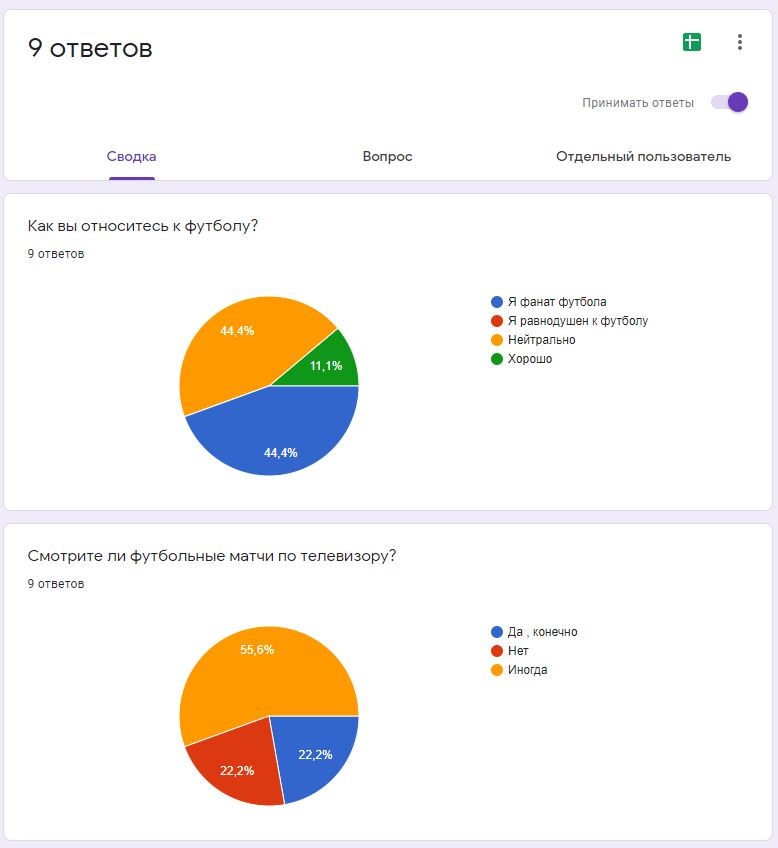 9 ответов
Принимать ответы
Сводка
Вопрос
Отдельный пользователь
Как вы относитесь к футболу?
9 ответов
44,4%
11,1%
44,4%
Я фанат футбола
Я равнодушен к футболу
Нейтрально
Хорошо
Смотрите ли футбольные матчи по телевизору?
9 ответов
55,6%
22,2%
22,2%
Да , конечно
Нет
Иногда